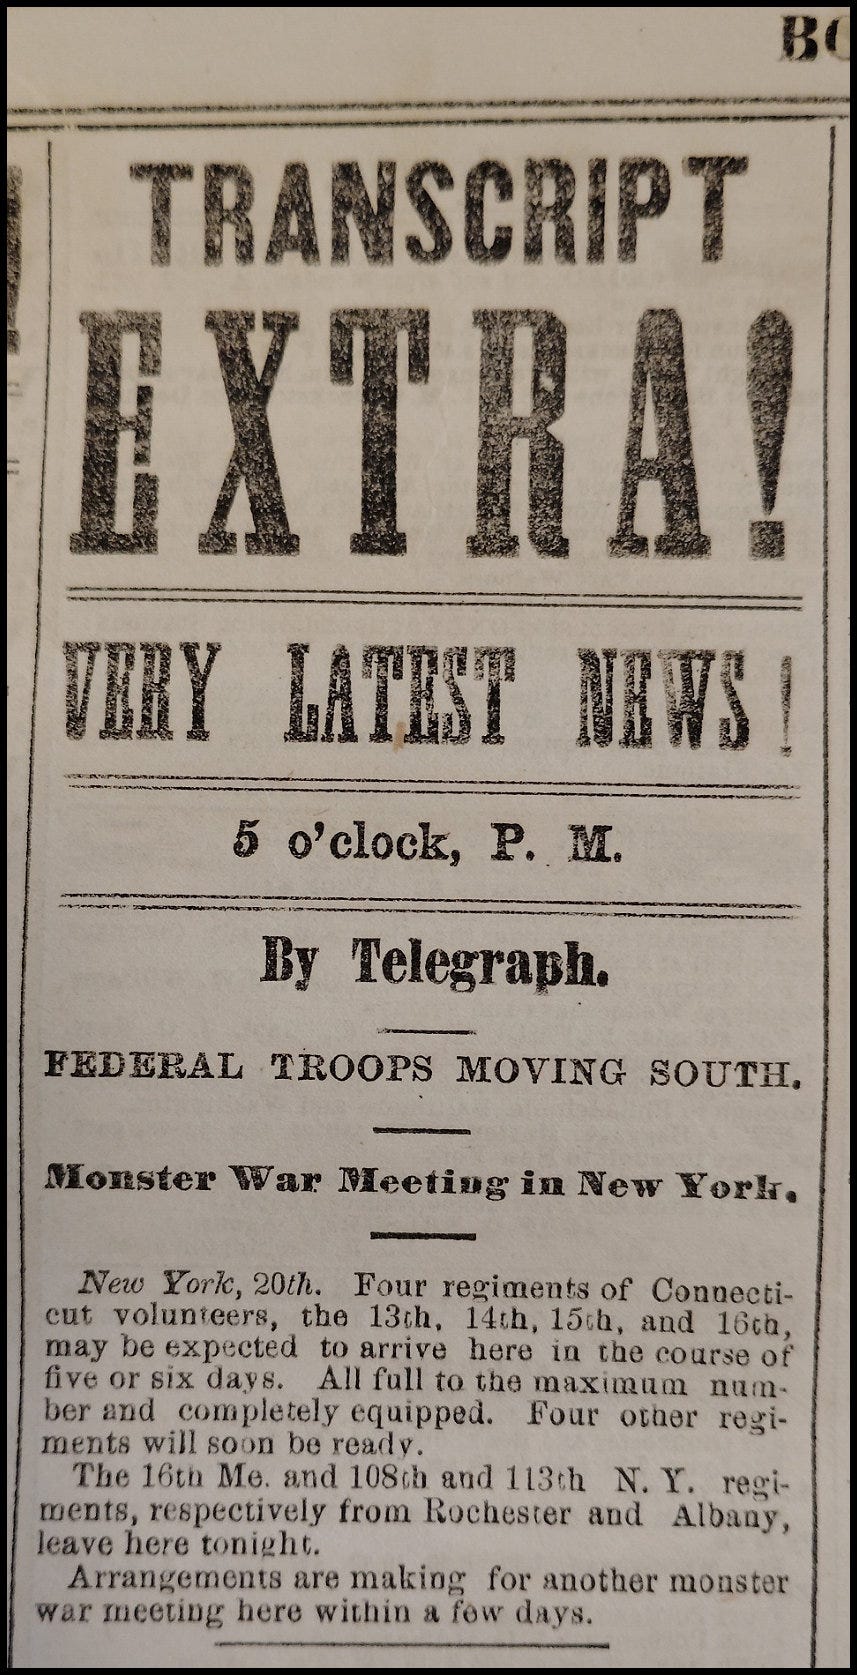 BO
TRANSCRIPT
EXTRA!
VERY LATEST NEWS!
5 o'clock, P. M.
By Telegraph.
FEDERAL TROOPS MOVING SOUTH.
Monster War Meeting in New York.
New York, 20th. Four regiments of Connecti-
cut volunteers, the 13th, 14th, 15th, and 16th,
may be expected to arrive here in the course of
five or six days. All full to the maximum num-
ber and completely equipped. Four other regi-
ments will soon be ready.
The 16th Me. and 108th and 113th N. Y. regi-
ments, respectively from Rochester and Albany,
leave here tonight.
Arrangements are making for another monster
war meeting here within a few days.